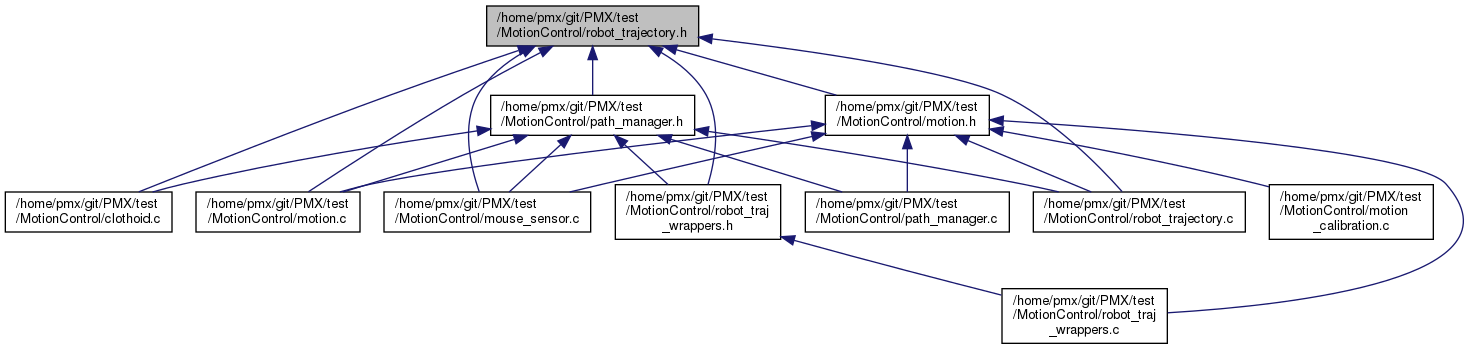 /home/pmx/git/PMX/test
/MotionControl/robot_trajectory.h
/home/pmx/git/PMX/test
/MotionControl/path_manager.h
/home/pmx/git/PMX/test
/MotionControl/motion.h
/home/pmx/git/PMX/test
/MotionControl/clothoid.c
/home/pmx/git/PMX/test
/MotionControl/motion.c
/home/pmx/git/PMX/test
/MotionControl/mouse_sensor.c
/home/pmx/git/PMX/test
/MotionControl/robot_traj
_wrappers.h
/home/pmx/git/PMX/test
/MotionControl/path_manager.c
/home/pmx/git/PMX/test
/MotionControl/robot_trajectory.c
/home/pmx/git/PMX/test
/MotionControl/motion
_calibration.c
/home/pmx/git/PMX/test
/MotionControl/robot_traj
_wrappers.c